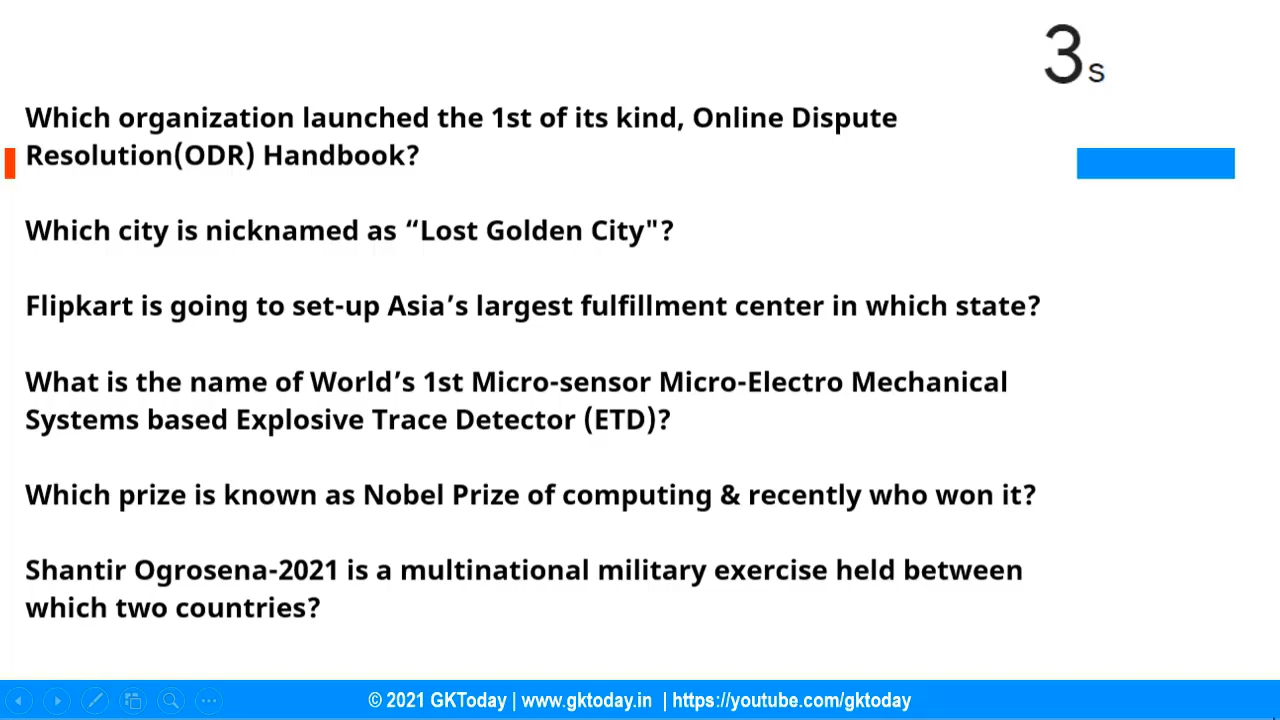 3s
Which organization launched the 1st of its kind, Online Dispute
Resolution(ODR) Handbook?
Which city is nicknamed as “Lost Golden City"?
Flipkart is going to set-up Asia’s largest fulfillment center in which state?
What is the name of World’s 1st Micro-sensor Micro-Electro Mechanical
Systems based Explosive Trace Detector (ETD)?
Which prize is known as Nobel Prize of computing & recently who won it?
Shantir Ogrosena-2021 is a multinational military exercise held between
which two countries?
© 2021 GKToday | www.gktoday.in | https://youtube.com/gktoday